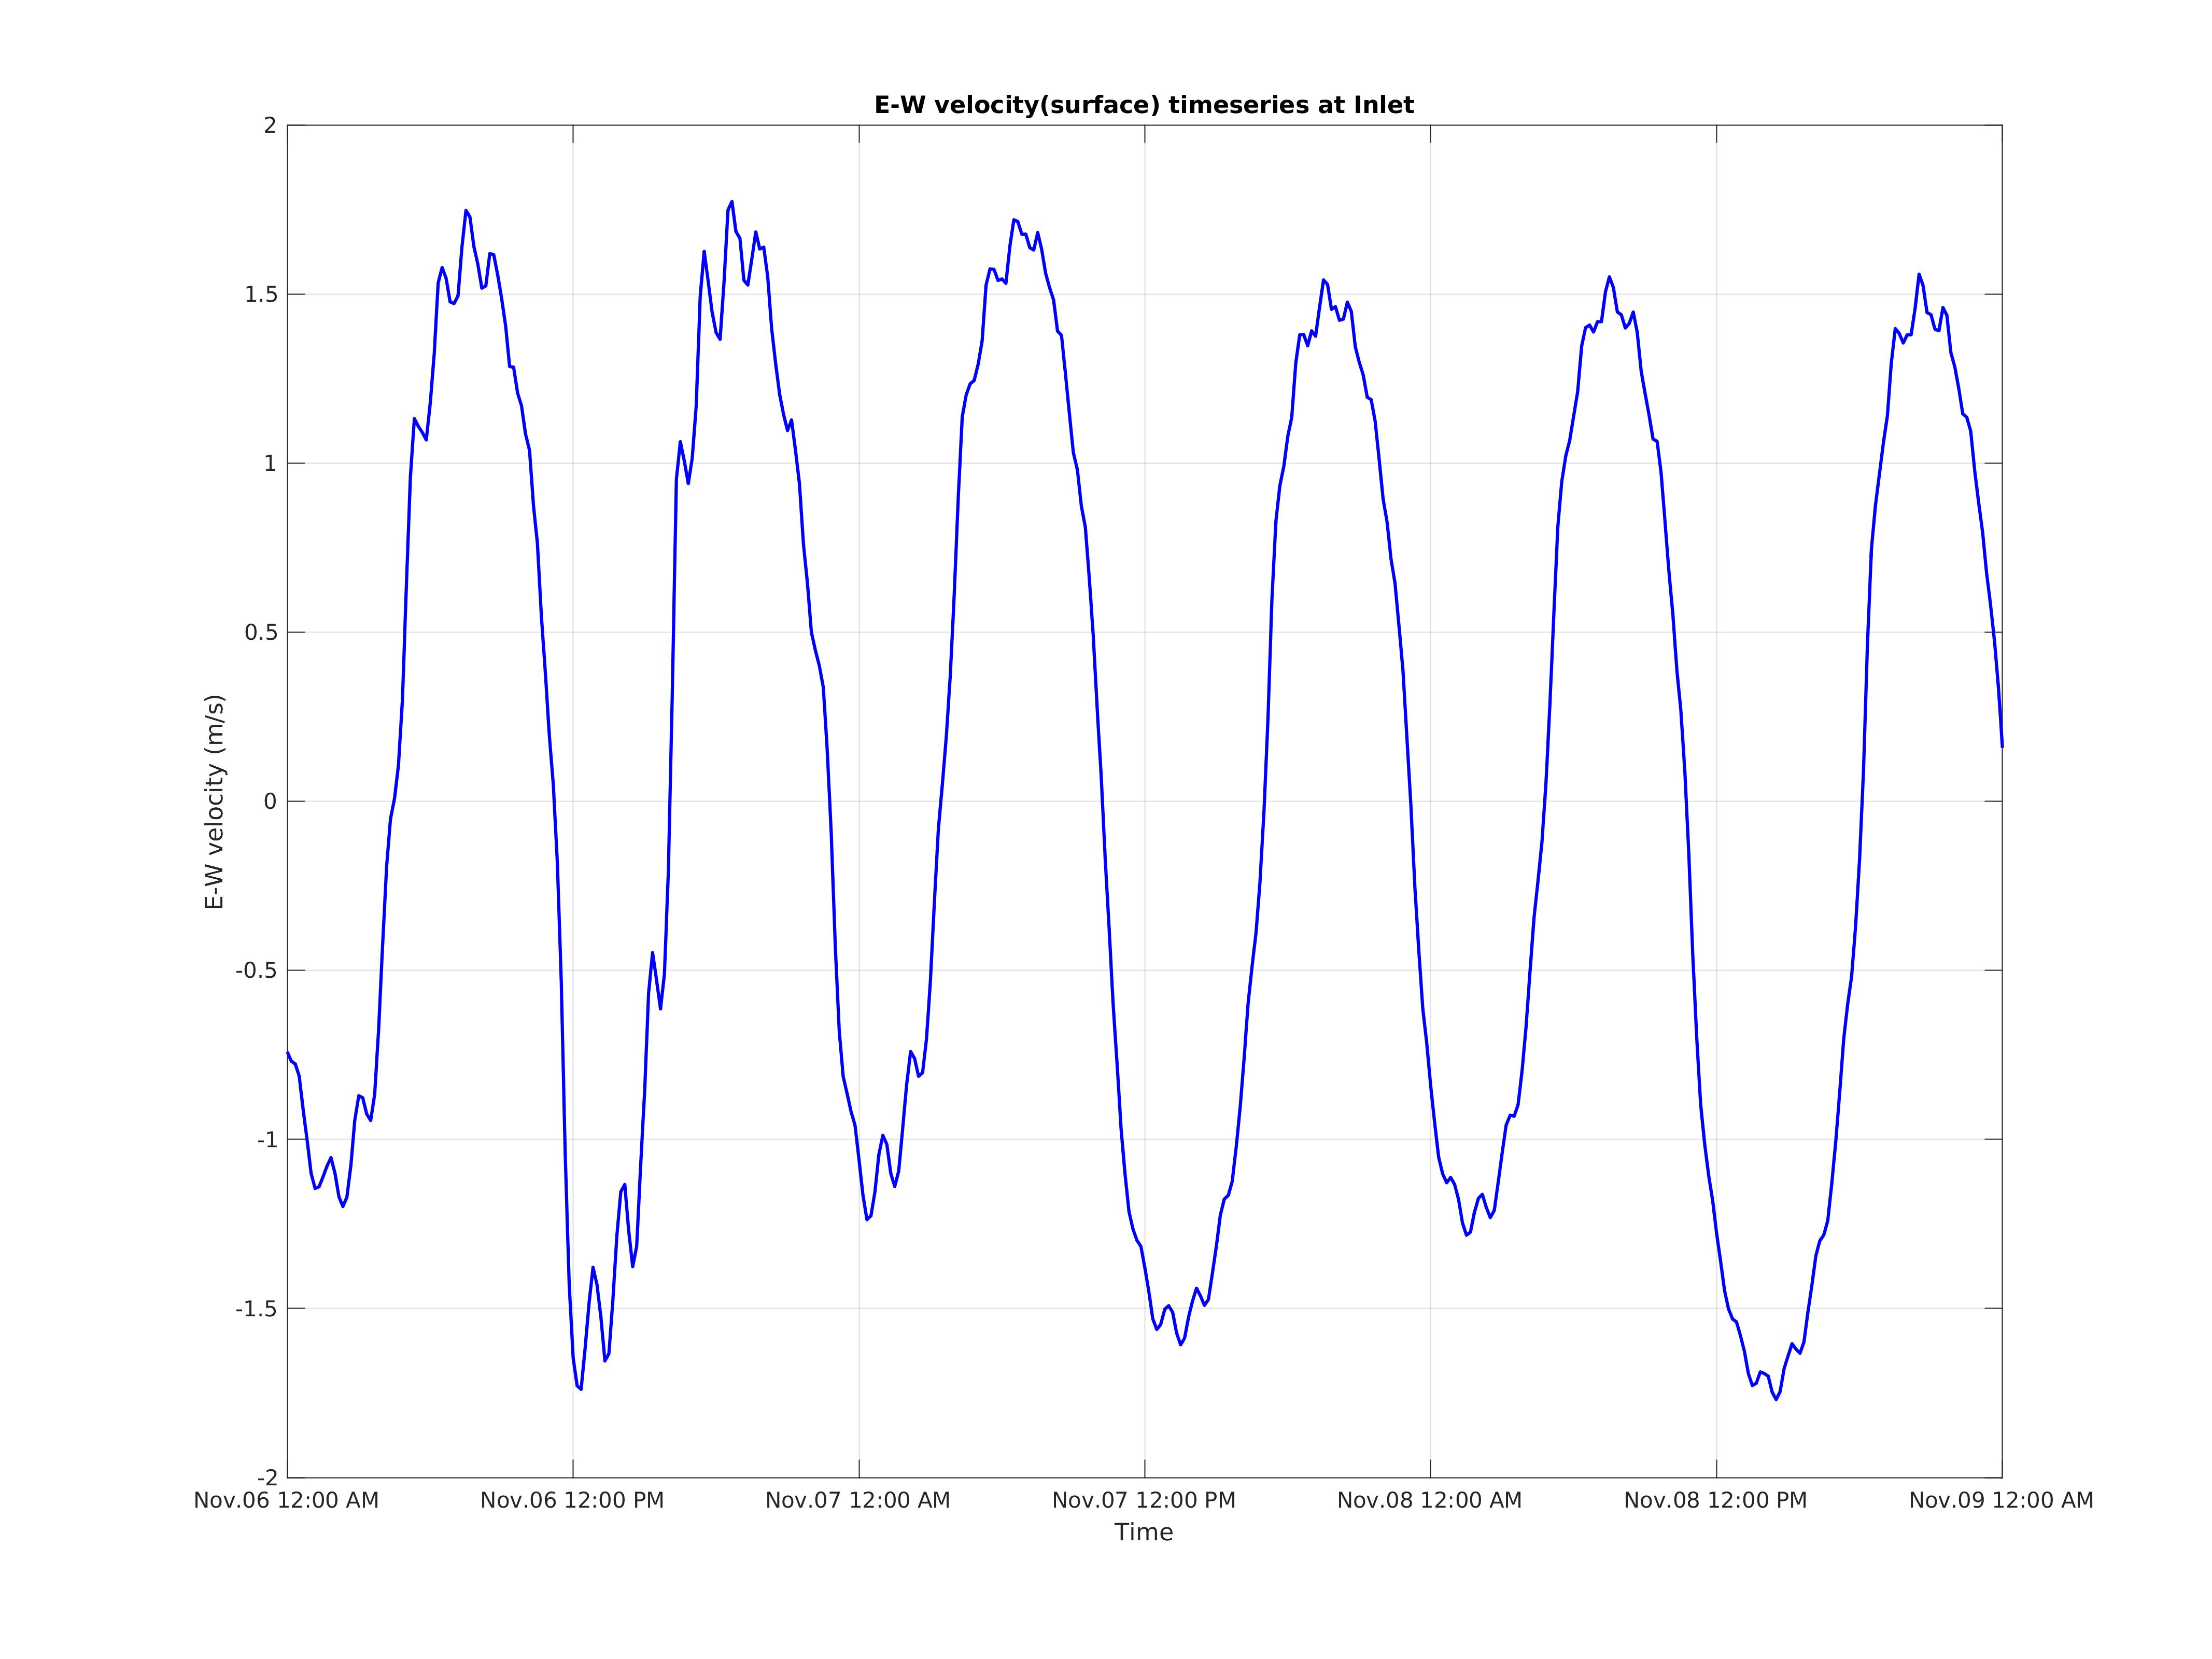 E-W velocity(surface) timeseries at Inlet
2
1.5
1
0.5
0
-0.5
-1
-1.5
-2
E-W velocity (m/s)
Nov.06 12:00 AM Nov.06 12:00 PM Nov.07 12:00 AM Nov.07 12:00 PM Nov.08 12:00 AM Nov.08 12:00 PM Nov.09 12:00 AM
Time